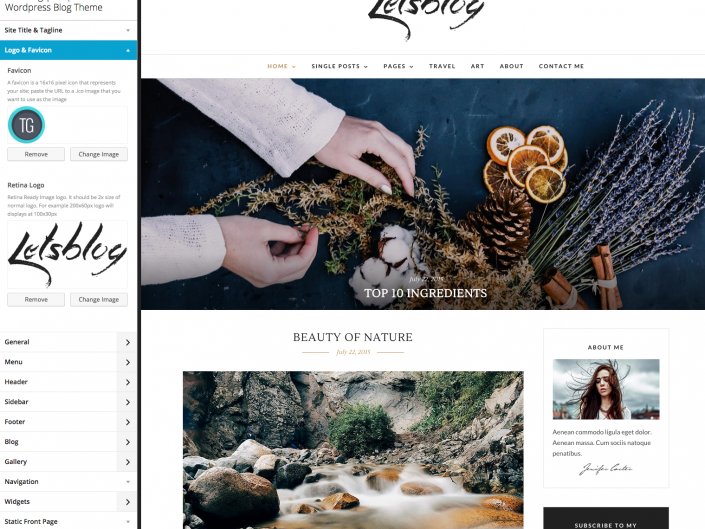 Wordpress Blog Theme
Site Title & Tagline
Logo & Favicon
Favicon
A favicon is a 16x16 pixel icon that represents
your site; paste the URL to a .ico image that you
want to use as the image
TG
Remove
Change Image
Retina Logo
Retina Ready Image logo. It should be 2x size of
normal logo. For example 200x60px logo will
displays at 100x30px
Letsblog
Remove
Change Image
General
Menu
Header
Sidebar
Footer
Blog
Gallery
Navigation
Widgets
Static Front Page
Letsblog
HOME
SINGLE POSTS
PAGES
TRAVEL
ART
ABOUT
CONTACT ME
July 22, 2015
TOP 10 INGREDIENTS
BEAUTY OF NATURE
July 22, 2015
ABOUT ME
Aenean commodo ligula eget dolor.
Aenean massa. Cum sociis natoque
penatibus.
Jenifer Carter
SUBSCRIBE TO MY